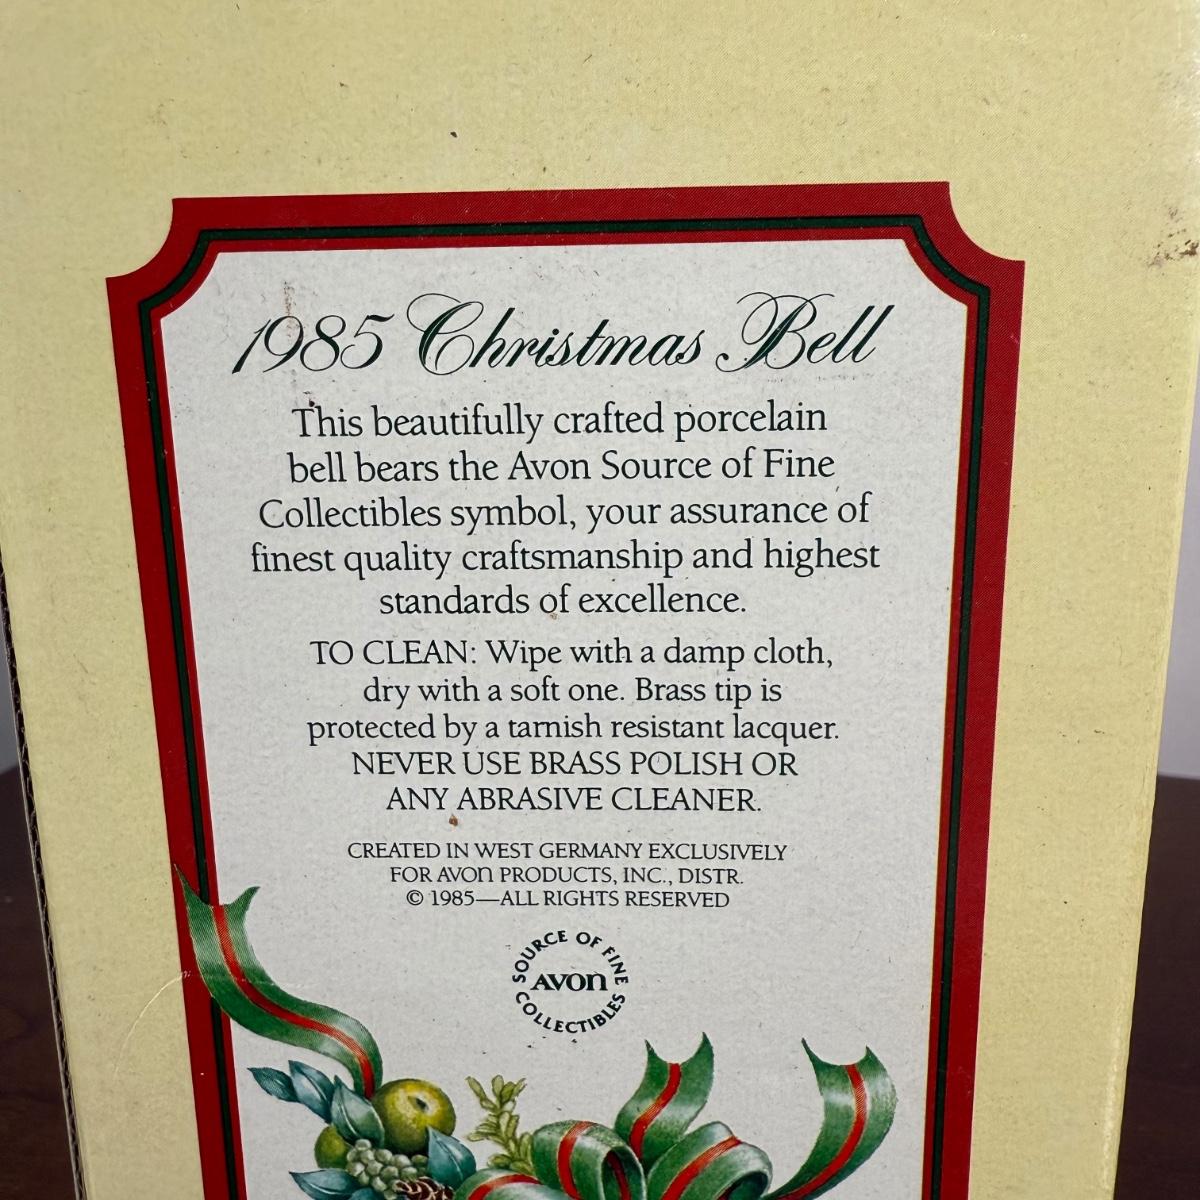 1985 Christmas Bell
This beautifully crafted porcelain
bell bears the Avon Source of Fine
Collectibles symbol, your assurance of
finest quality craftsmanship and highest
standards of excellence.
TO CLEAN: Wipe with a damp cloth,
dry with a soft one. Brass tip is
protected by a tarnish resistant lacquer.
NEVER USE BRASS POLISH OR
ANY ABRASIVE CLEANER.
CREATED IN WEST GERMANY EXCLUSIVELY
FOR AVON PRODUCTS, INC., DISTR.
© 1985—ALL RIGHTS RESERVED
SOURCE OF FINE
AVON
COLLECTIBLES